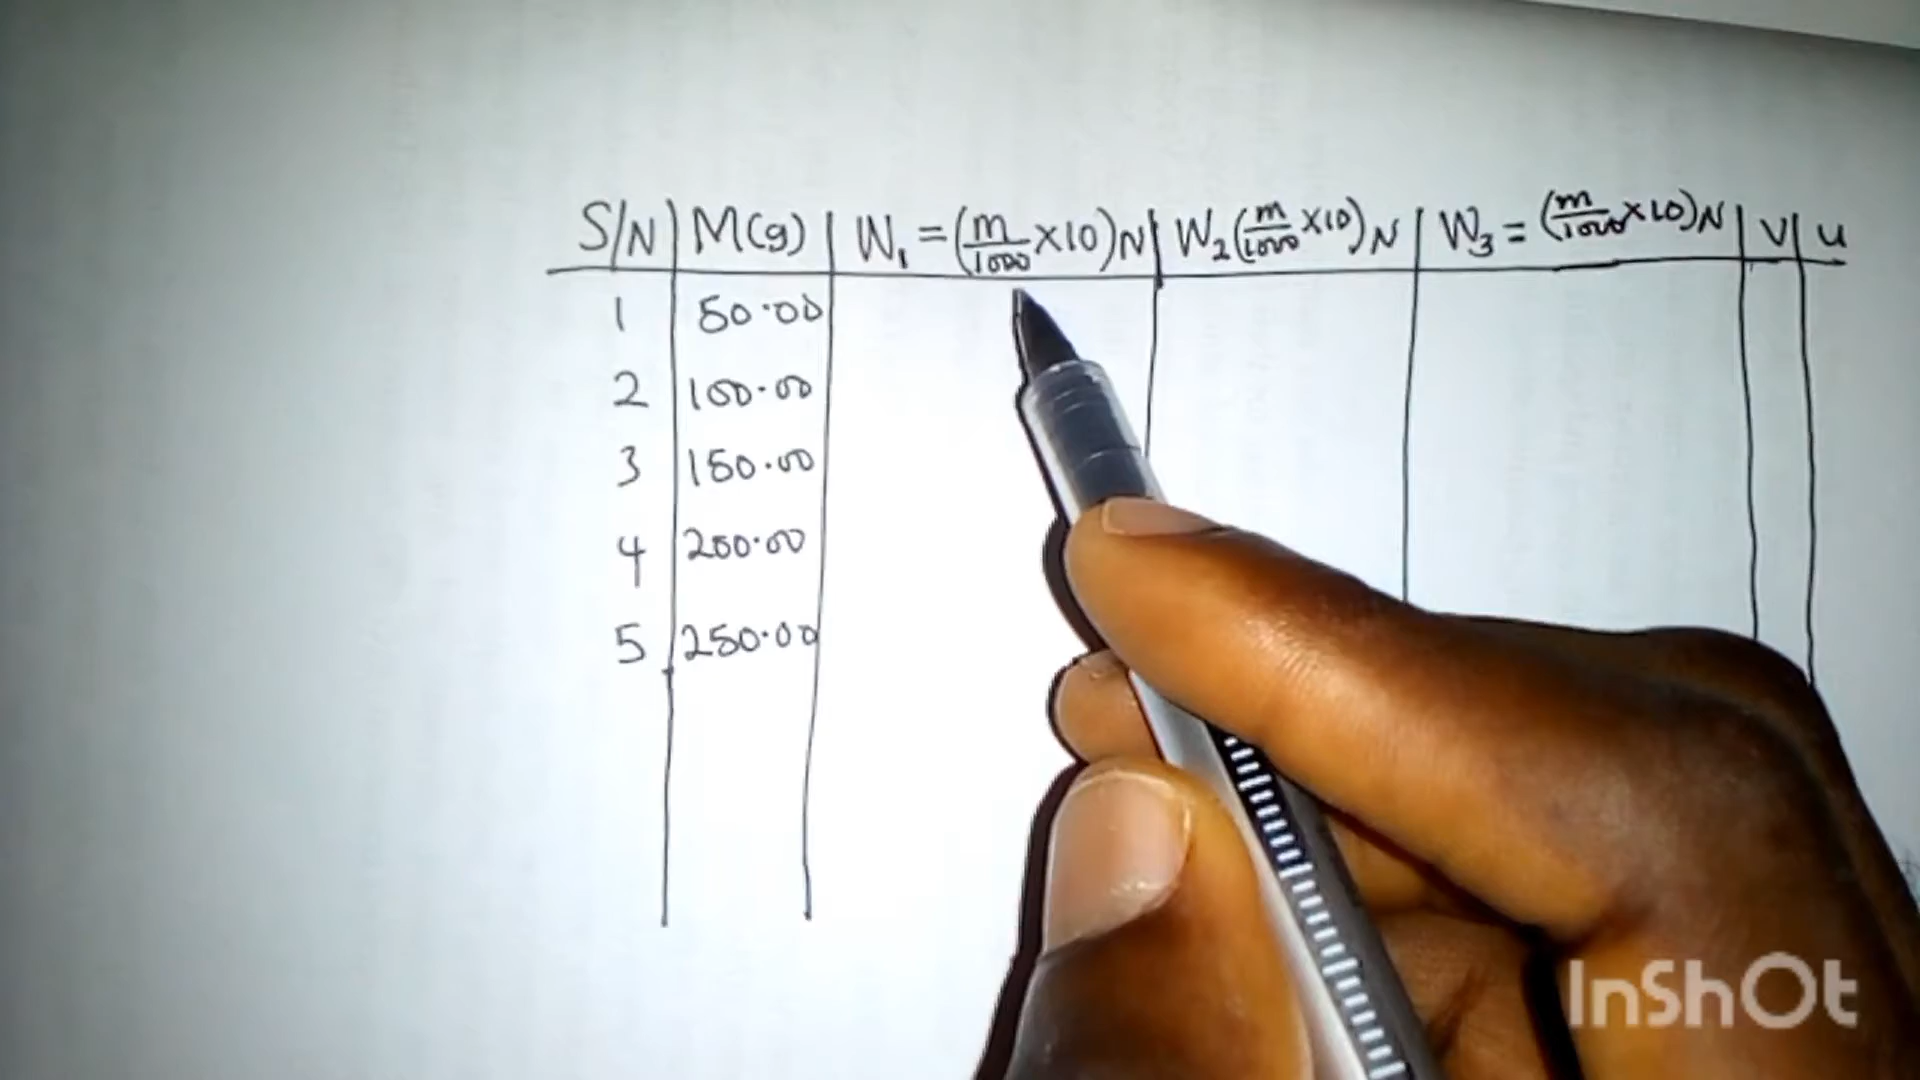 S/N M(g) W₁ = (m/1000 × 10)N W₂(m/1000 × 10)N W₃ = (m/1000 × 10)N V u
1 50.00
2 100.00
3 150.00
4 200.00
5 250.00
InShOt